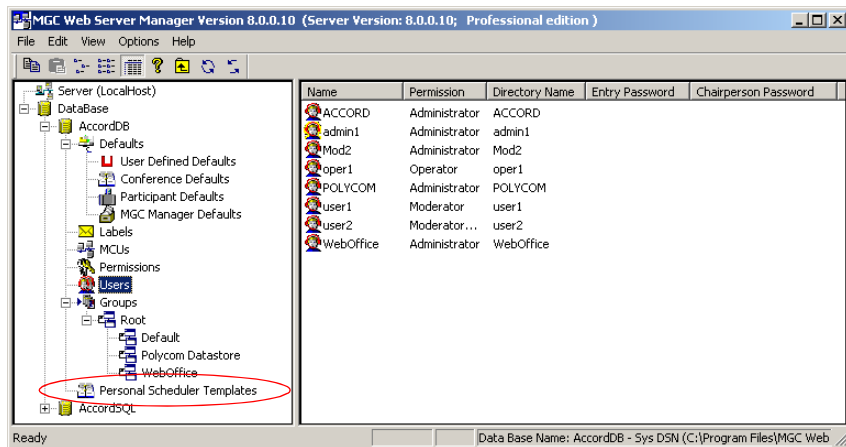 MGC Web Server Manager Version 8.0.0.10 (Server Version: 8.0.0.10; Professional edition )
File Edit View Options Help
Server (LocalHost)
DataBase
AccordDB
Defaults
User Defined Defaults
Conference Defaults
Participant Defaults
MGC Manager Defaults
Labels
MCUs
Permissions
Users
Groups
Root
Default
Polycom Datastore
WebOffice
Personal Scheduler Templates
AccordSQL
Name Permission Directory Name Entry Password Chairperson Password
ACCORD Administrator ACCORD
admin1 Administrator admin1
Mod2 Administrator Mod2
oper1 Operator oper1
POLYCOM Administrator POLYCOM
user1 Moderator user1
user2 Moderator... user2
WebOffice Administrator WebOffice
Ready Data Base Name: AccordDB - Sys DSN (C:\Program Files\MGC Web